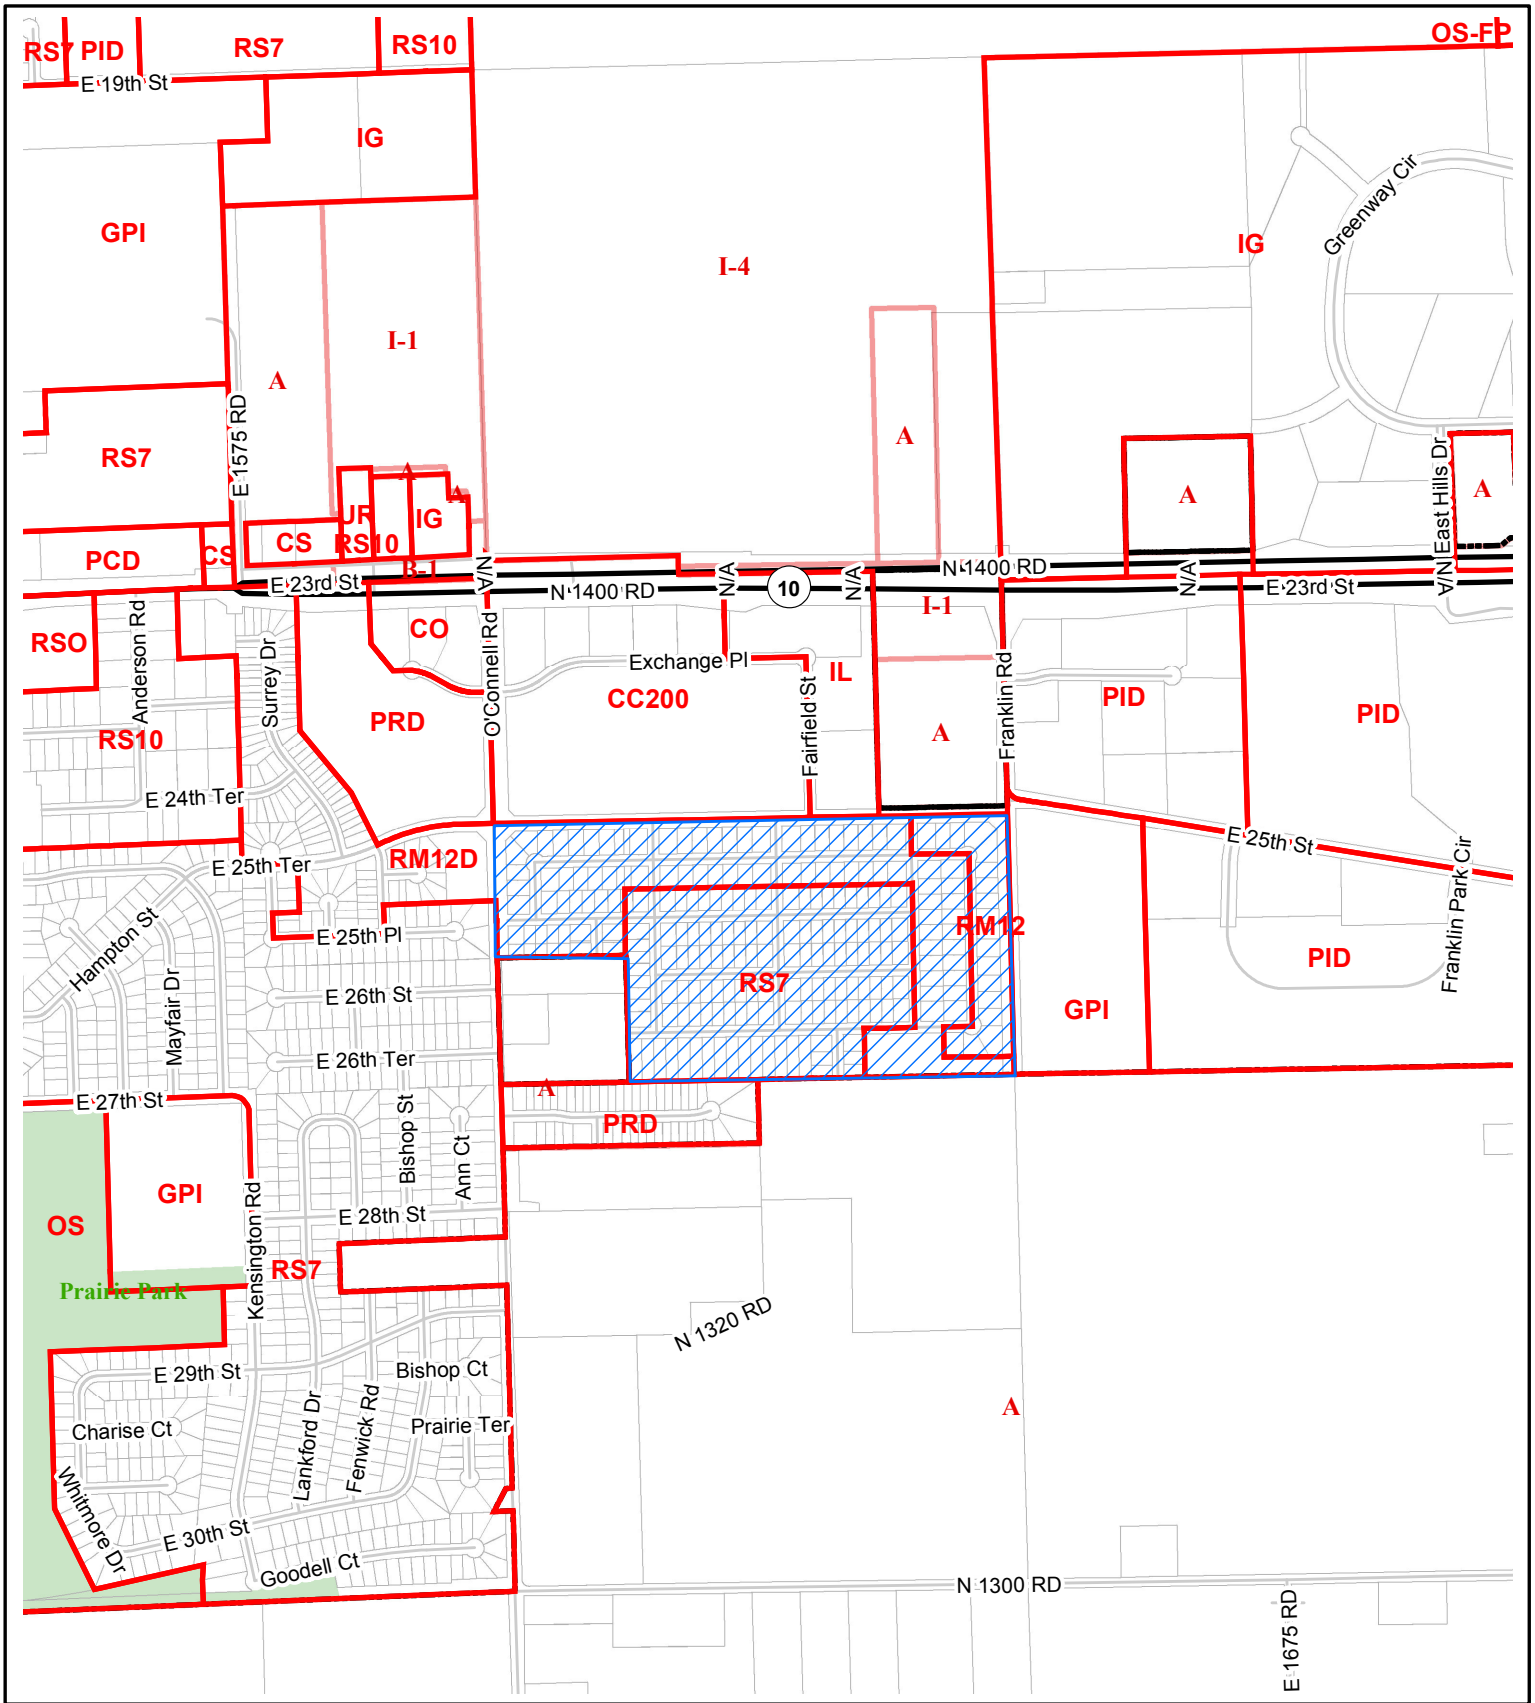 RS7
PID
RS7
RS10
OS-FP
E 19th St
IG
Greenway Cir
GPI
IG
I-4
I-1
A
A
E 1575 RD
RS7
A
A
A
A
East Hills Dr
N/A
UR
IG
CS
CS
RS10
PCD
B-1
N/A
N/A
N/A
N/A
N 1400 RD
E 23rd St
N 1400 RD
10
E 23rd St
I-1
RSO
Anderson Rd
Surrey Dr
CO
O'Connell Rd
Exchange Pl
IL
Franklin Rd
CC200
Fairfield St
PRD
PID
PID
RS10
A
E 24th Ter
E 25th St
E 25th Ter
RM12D
Franklin Park Cir
Hampton St
E 25th Pl
RM12
PID
Mayfair Dr
E 26th St
RS7
GPI
E 26th Ter
A
E 27th St
Bishop St
Ann Ct
PRD
GPI
OS
Kensington Rd
E 28th St
RS7
Prairie Park
N 1320 RD
E 29th St
Bishop Ct
Lankford Dr
Fenwick Rd
A
Charise Ct
Prairie Ter
Whitmore Dr
E 30th St
Goodell Ct
N 1300 RD
E 1675 RD